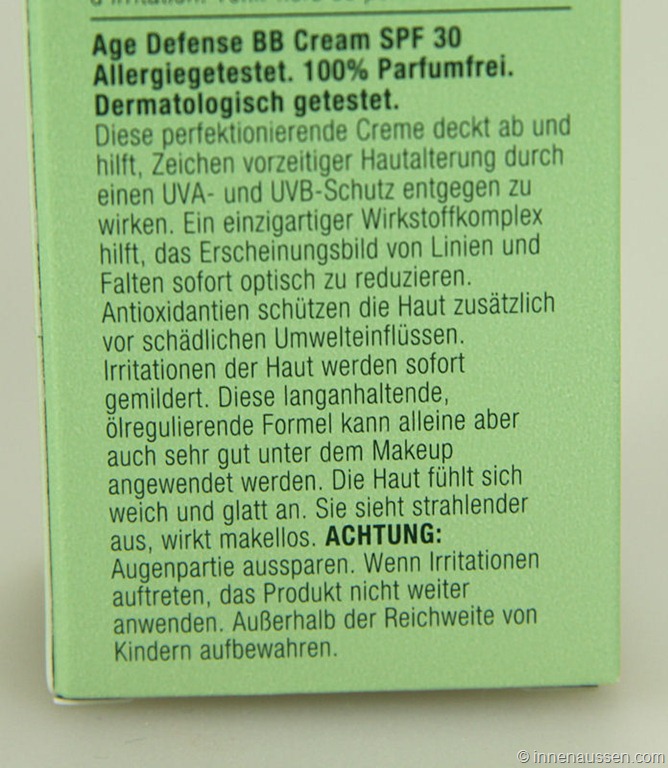 Age Defense BB Cream SPF 30
Allergiegetestet. 100% Parfumfrei.
Dermatologisch getestet.
Diese perfektionierende Creme deckt ab und
hilft, Zeichen vorzeitiger Hautalterung durch
einen UVA- und UVB-Schutz entgegen zu
wirken. Ein einzigartiger Wirkstoffkomplex
hilft, das Erscheinungsbild von Linien und
Falten sofort optisch zu reduzieren.
Antioxidantien schützen die Haut zusätzlich
vor schädlichen Umwelteinflüssen.
Irritationen der Haut werden sofort
gemildert. Diese langanhaltende,
ölregulierende Formel kann alleine aber
auch sehr gut unter dem Makeup
angewendet werden. Die Haut fühlt sich
weich und glatt an. Sie sieht strahlender
aus, wirkt makellos. ACHTUNG:
Augenpartie aussparen. Wenn Irritationen
auftreten, das Produkt nicht weiter
anwenden. Außerhalb der Reichweite von
Kindern aufbewahren.
© innenaussen.com